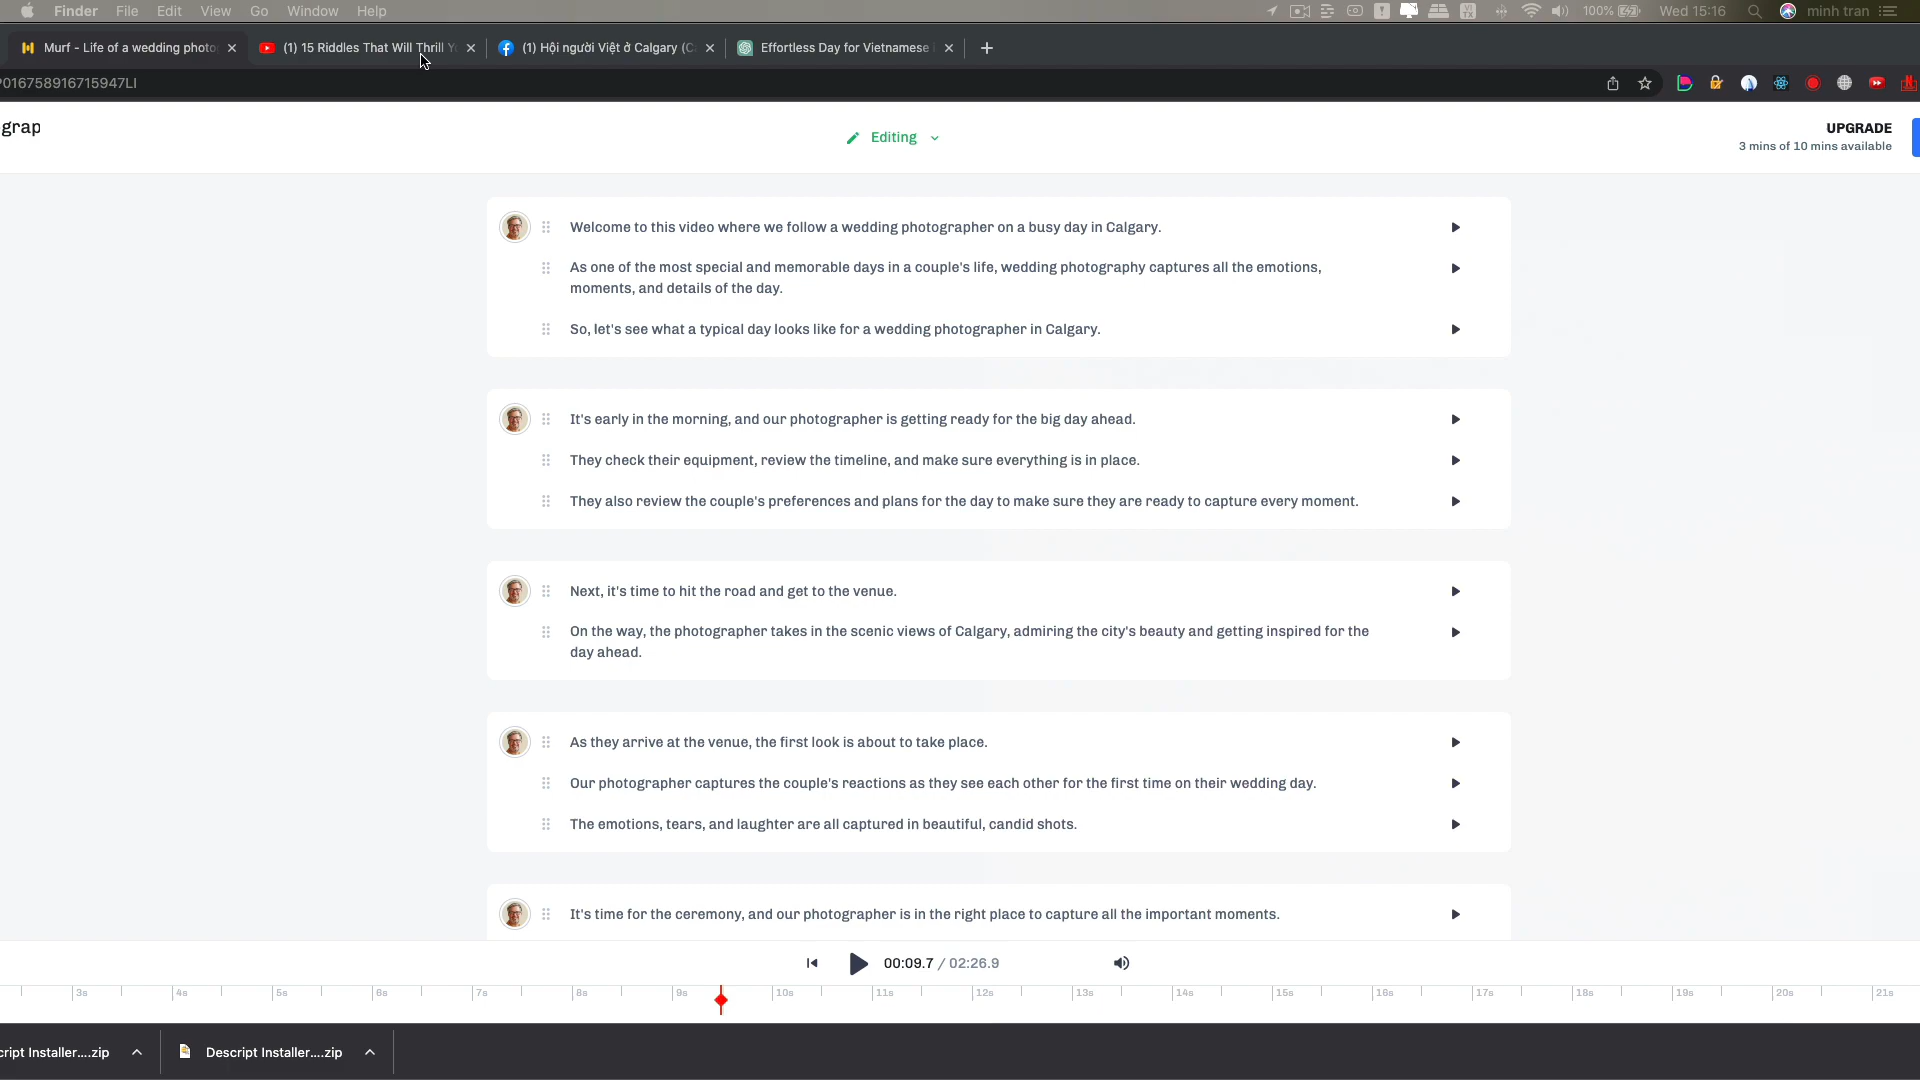 Finder File Edit View Go Window Help 100% Wed 15:16 minh tran
Murf - Life of a wedding photo (1) 15 Riddles That Will Thrill (1) Hội người Việt ở Calgary Effortless Day for Vietnamese
016758916715947LI
grap
Editing
UPGRADE
3 mins of 10 mins available
Welcome to this video where we follow a wedding photographer on a busy day in Calgary.
As one of the most special and memorable days in a couple's life, wedding photography captures all the emotions,
moments, and details of the day.
So, let's see what a typical day looks like for a wedding photographer in Calgary.
It's early in the morning, and our photographer is getting ready for the big day ahead.
They check their equipment, review the timeline, and make sure everything is in place.
They also review the couple's preferences and plans for the day to make sure they are ready to capture every moment.
Next, it's time to hit the road and get to the venue.
On the way, the photographer takes in the scenic views of Calgary, admiring the city's beauty and getting inspired for the
day ahead.
As they arrive at the venue, the first look is about to take place.
Our photographer captures the couple's reactions as they see each other for the first time on their wedding day.
The emotions, tears, and laughter are all captured in beautiful, candid shots.
It's time for the ceremony, and our photographer is in the right place to capture all the important moments.
00:09.7 / 02:26.9
3s 4s 5s 6s 7s 8s 9s 10s 11s 12s 13s 14s 15s 16s 17s 18s 19s 20s 21s
cript Installer....zip Descript Installer....zip